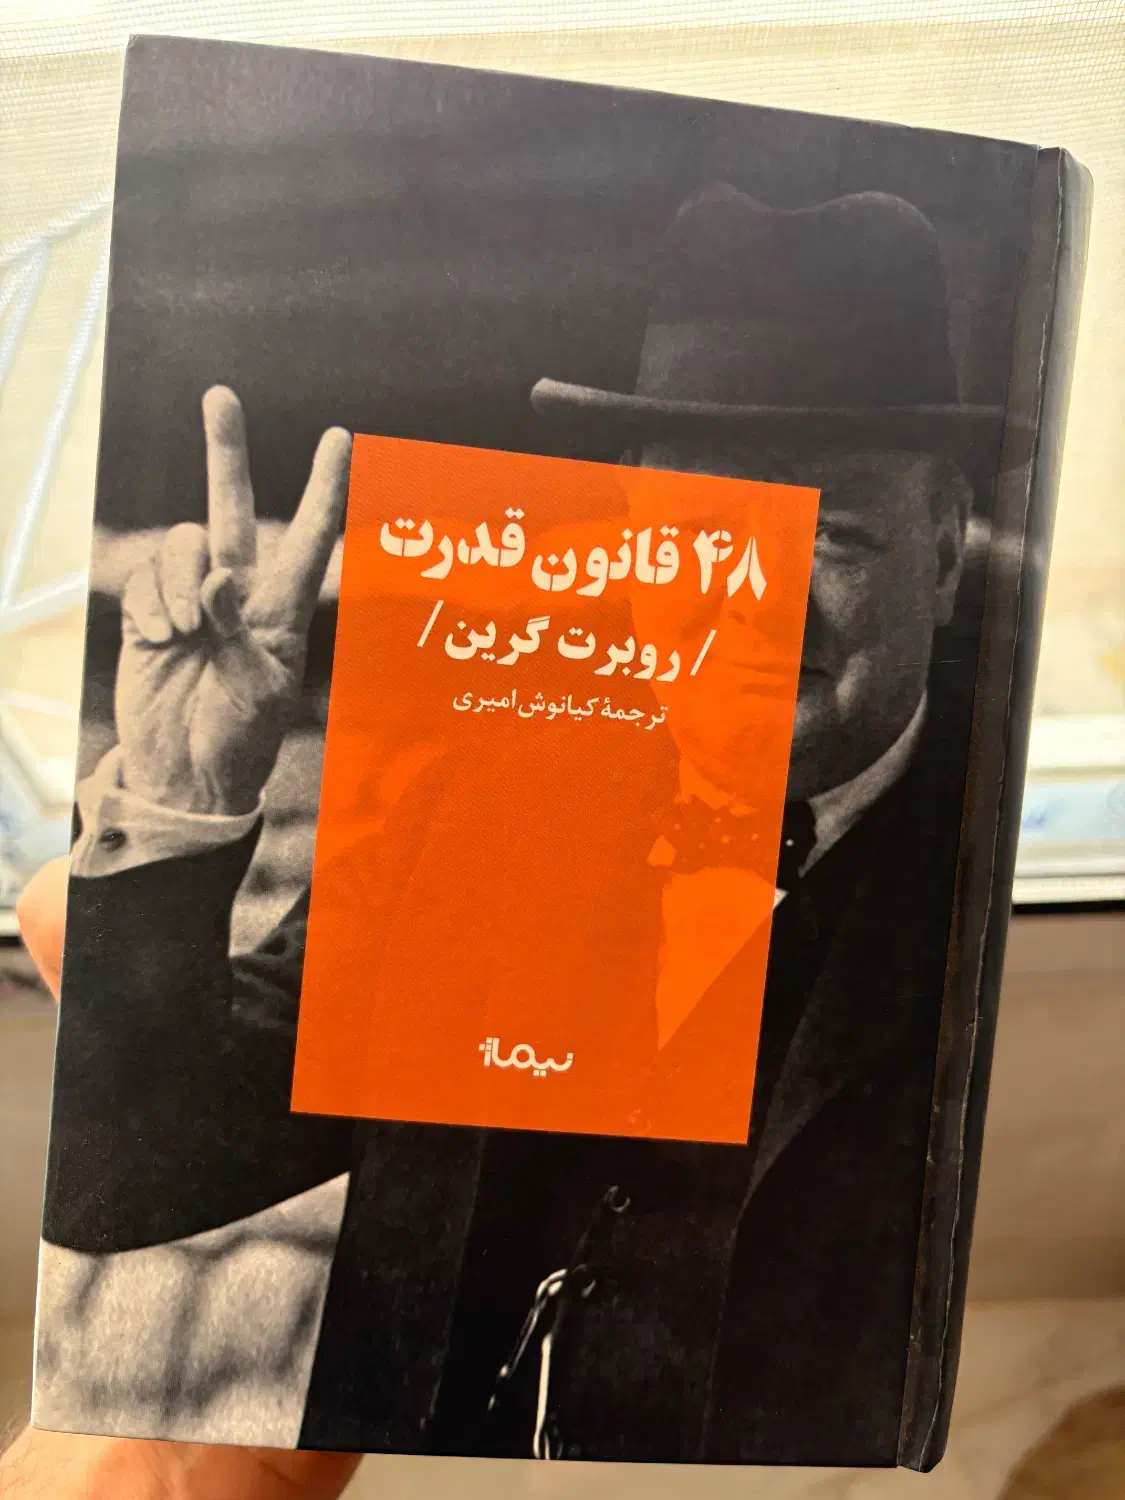 ۴۸ قانون قدرت
/ روبرت گرین /
ترجمهٔ کیانوش امیری
نیماژ